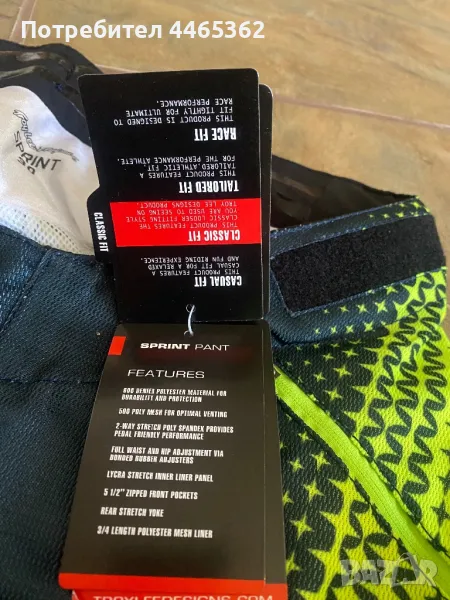 Потребител 4465362
SPRINT
CLASSIC FIT
RACE FIT
THIS PRODUCT IS DESIGNED TO
FIT TIGHTLY FOR ULTIMATE
RACE PERFORMANCE.
TAILORED FIT
THIS PRODUCT FEATURES A
TAILORED, ATHLETIC FIT
FOR THE PERFORMANCE ATHLETE.
CLASSIC FIT
THIS PRODUCT FEATURES THE
CLASSIC LOOSER FITTING STYLE
YOU ARE USED TO SEEING ON
TROY LEE DESIGNS PRODUCT.
CASUAL FIT
THIS PRODUCT FEATURES A
CASUAL FIT FOR A RELAXED
AND FUN RIDING EXPERIENCE.
SPRINT PANT
FEATURES
600 DENIES POLYESTER MATERIAL FOR
DURABILITY AND PROTECTION
500 POLY MESH FOR OPTIMAL VENTING
2-WAY STRETCH POLY SPANDEX PROVIDES
PEDAL FRIENDLY PERFORMANCE
FULL WAIST AND HIP ADJUSTMENT VIA
BONDED RUBBER ADJUSTERS
LYCRA STRETCH INNER LINER PANEL
5 1/2" ZIPPED FRONT POCKETS
REAR STRETCH YOKE
3/4 LENGTH POLYESTER MESH LINER
TROYLEEDESIGNS.COM
BAZAR